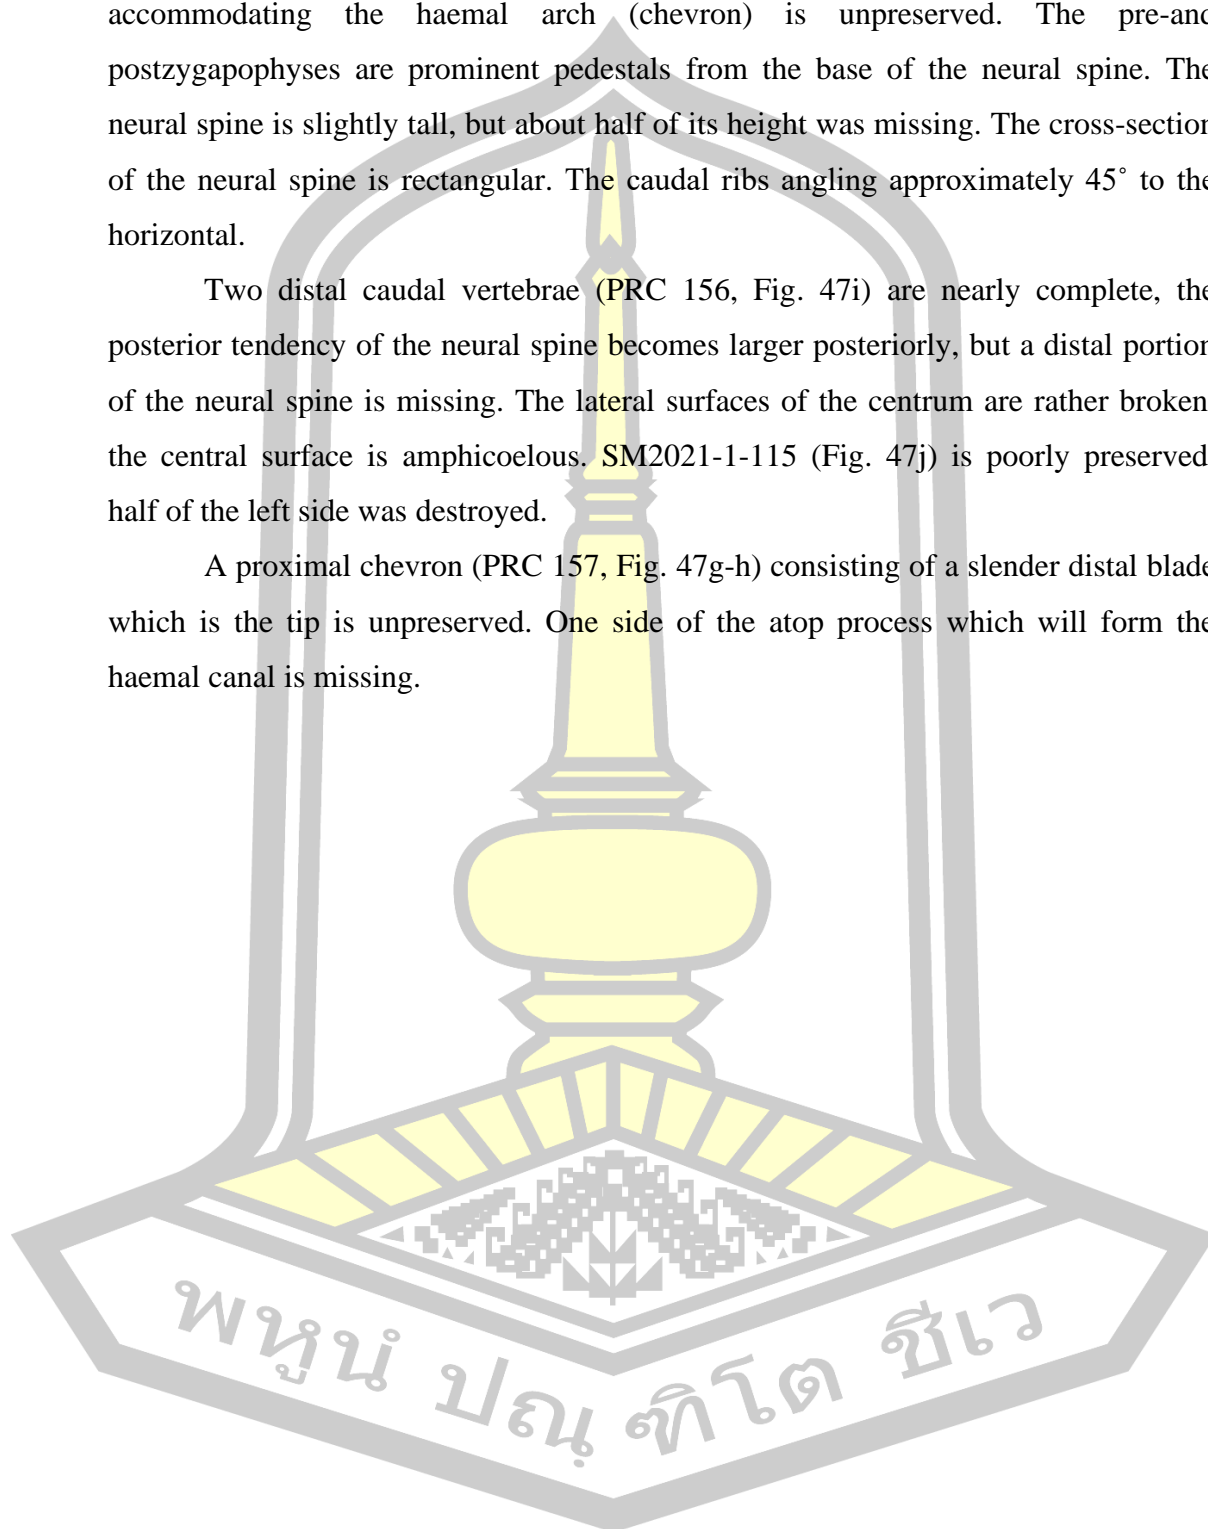 accommodating the haemal arch (chevron) is unpreserved. The pre-and
postzygapophyses are prominent pedestals from the base of the neural spine. The
neural spine is slightly tall, but about half of its height was missing. The cross-section
of the neural spine is rectangular. The caudal ribs angling approximately 45˚ to the
horizontal.
Two distal caudal vertebrae (PRC 156, Fig. 47i) are nearly complete, the
posterior tendency of the neural spine becomes larger posteriorly, but a distal portion
of the neural spine is missing. The lateral surfaces of the centrum are rather broken
the central surface is amphicoelous. SM2021-1-115 (Fig. 47j) is poorly preserved
half of the left side was destroyed.
A proximal chevron (PRC 157, Fig. 47g-h) consisting of a slender distal blade
which is the tip is unpreserved. One side of the atop process which will form the
haemal canal is missing.
พหูนํ ปณฺ ฑิโต ชีเว